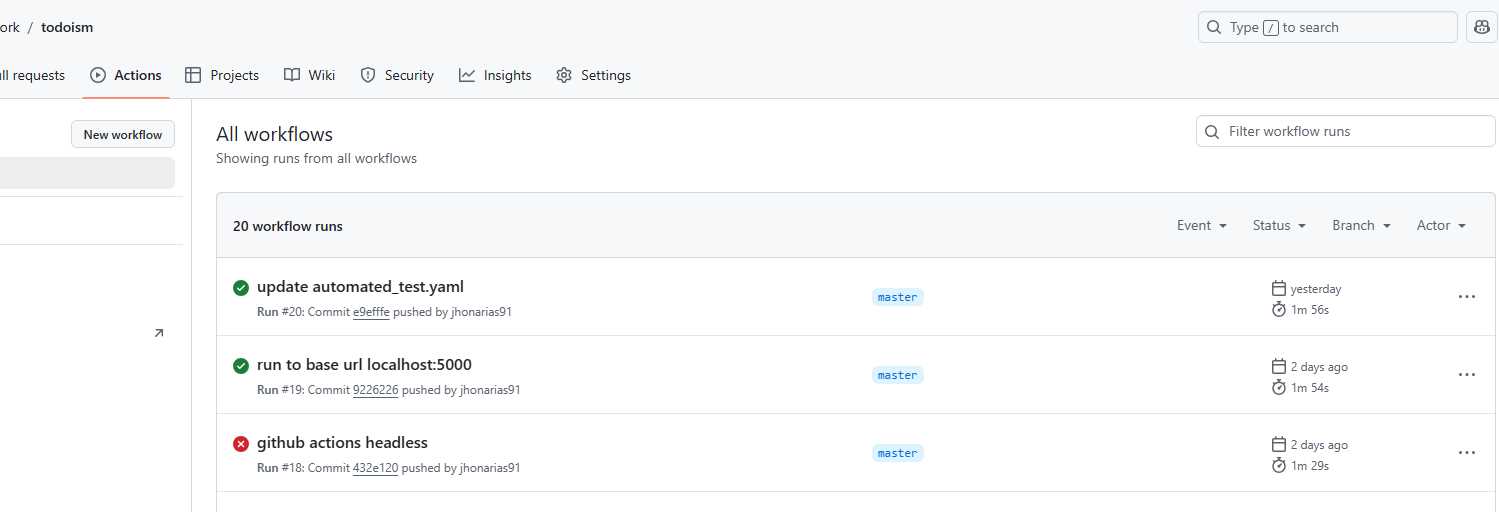 ork / todoism
Type / to search
ll requests Actions Projects Wiki Security Insights Settings
New workflow
All workflows
Showing runs from all workflows
Filter workflow runs
20 workflow runs
Event Status Branch Actor
update automated_test.yaml
Run #20: Commit e9efffe pushed by jhonarias91
master
yesterday
1m 56s
run to base url localhost:5000
Run #19: Commit 9226226 pushed by jhonarias91
master
2 days ago
1m 54s
github actions headless
Run #18: Commit 432e120 pushed by jhonarias91
master
2 days ago
1m 29s